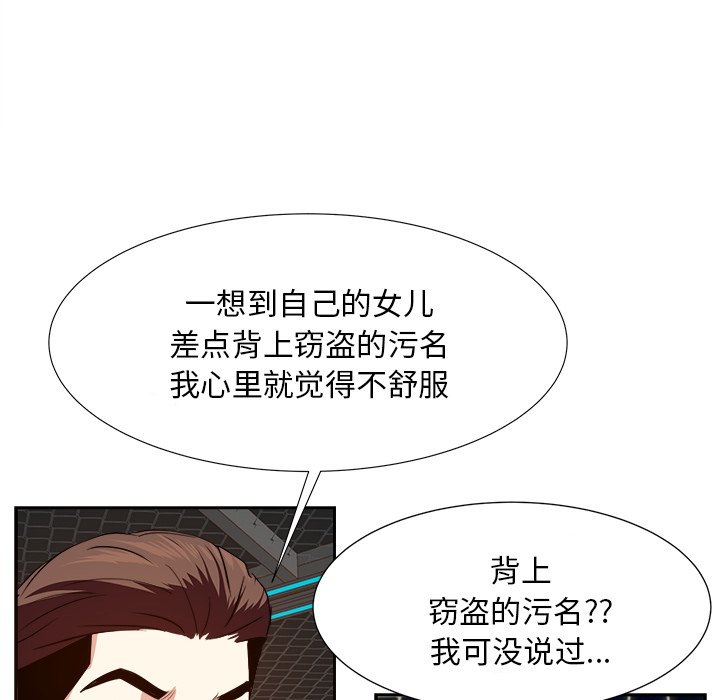 一想到自己的女儿
差点背上窃盗的污名
我心里就觉得不舒服
背上
窃盗的污名??
我可没说过...